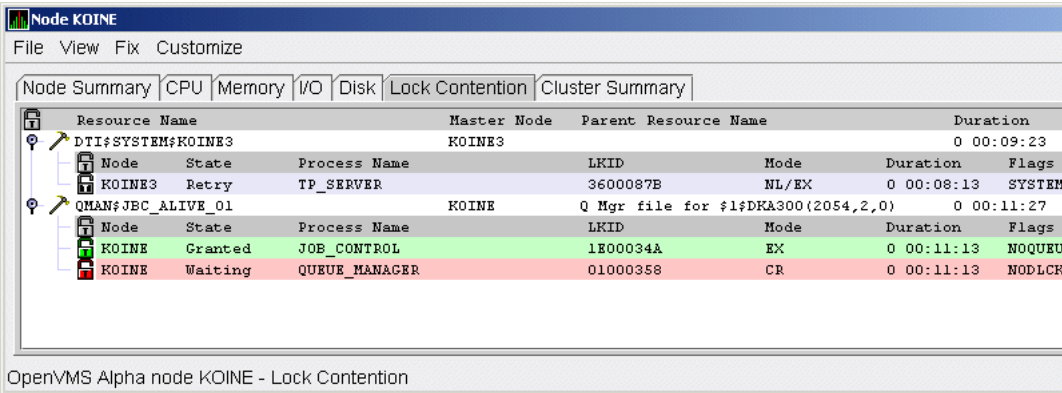 Node KOINE
File View Fix Customize
Node Summary CPU Memory I/O Disk Lock Contention Cluster Summary
Resource Name Master Node Parent Resource Name Duration
DTI$SYSTEM$KOINE3 KOINE3 0 00:09:23
Node State Process Name LKID Mode Duration Flags
KOINE3 Retry TP_SERVER 3600087B NL/EX 0 00:08:13 SYSTEM
QMAN$JBC_ALIVE_01 KOINE Q Mgr file for $1$DKA300(2054,2,0) 0 00:11:27
Node State Process Name LKID Mode Duration Flags
KOINE Granted JOB_CONTROL 1E00034A EX 0 00:11:13 NOQUEU
KOINE Waiting QUEUE_MANAGER 01000358 CR 0 00:11:13 NODLCK
OpenVMS Alpha node KOINE - Lock Contention